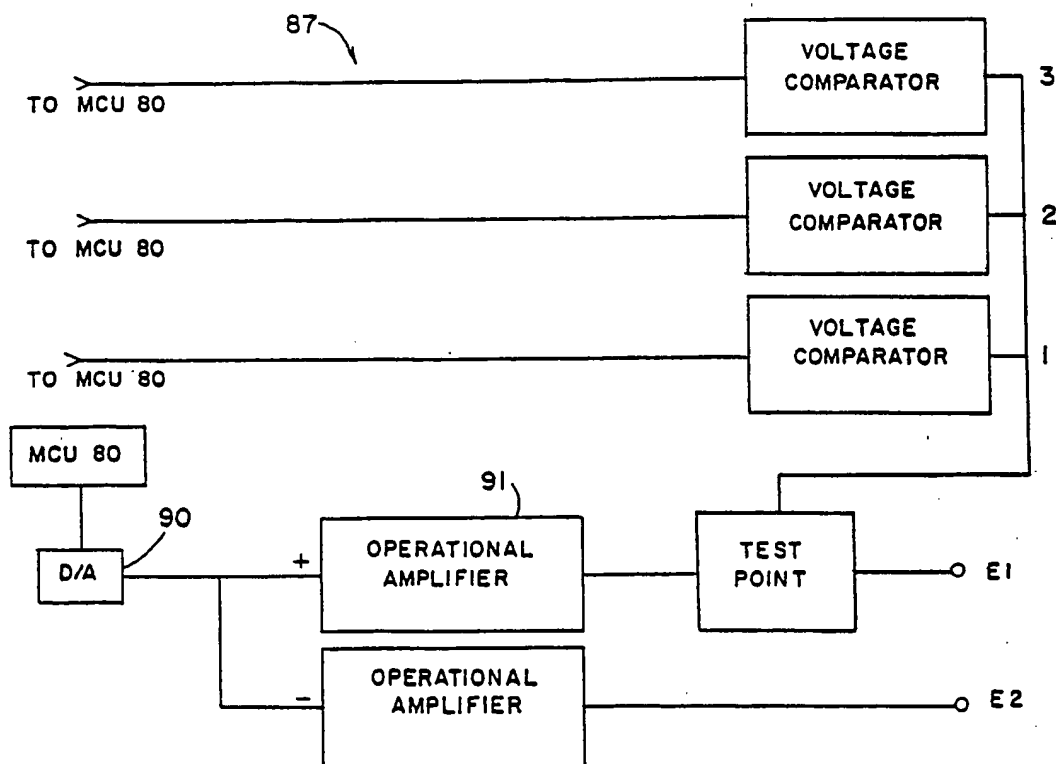 87
VOLTAGE
COMPARATOR
3
TO MCU 80
VOLTAGE
COMPARATOR
2
TO MCU 80
VOLTAGE
COMPARATOR
1
TO MCU 80
MCU 80
90
D/A
91
+
OPERATIONAL
AMPLIFIER
TEST
POINT
E1
-
OPERATIONAL
AMPLIFIER
E2